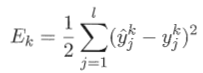 $E_k = \frac{1}{2} \sum_{j=1}^{l} (\hat{y}_j^k - y_j^k)^2$